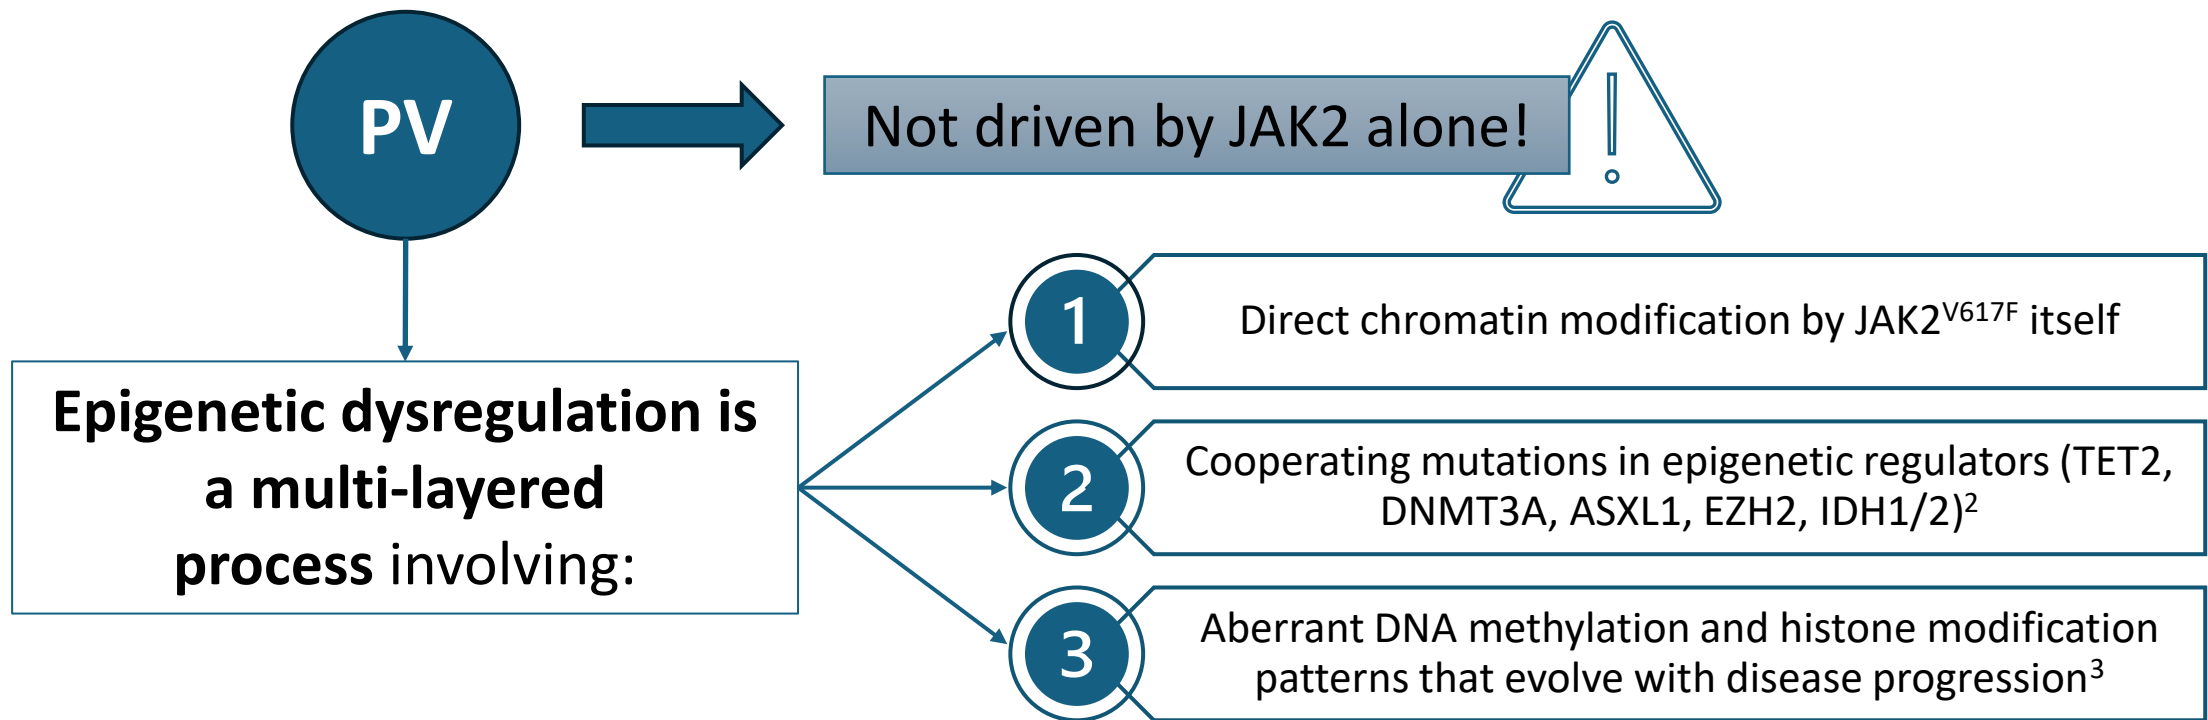 PV
Not driven by JAK2 alone!
!
Epigenetic dysregulation is
a multi-layered
process involving:
1
Direct chromatin modification by JAK2ⱽ⁶¹⁷ᶠ itself
2
Cooperating mutations in epigenetic regulators (TET2,
DNMT3A, ASXL1, EZH2, IDH1/2)²
3
Aberrant DNA methylation and histone modification
patterns that evolve with disease progression³